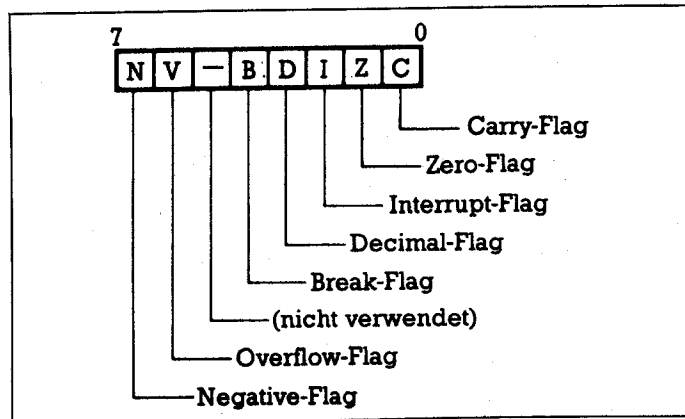 7 0
N V — B D I Z C
Carry-Flag
Zero-Flag
Interrupt-Flag
Decimal-Flag
Break-Flag
(nicht verwendet)
Overflow-Flag
Negative-Flag